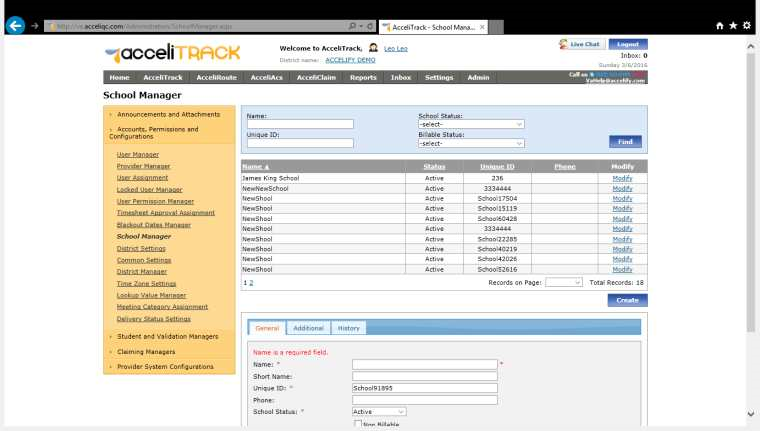 http://vs.acceliqc.com/Administration/SchoolManager.aspx
AcceliTrack - School Mana...
acceliTRACK
Welcome to AcceliTrack, Leo Leo
District name: ACCELIFY DEMO
Live Chat Logout
Inbox: 0
Sunday 3/6/2016
Home AcceliTrack AcceliRoute AcceliAcs AcceliClaim Reports Inbox Settings Admin
Call us
VaHelp@accelify.com
School Manager
Announcements and Attachments
Accounts, Permissions and
Configurations
User Manager
Provider Manager
User Assignment
Locked User Manager
User Permission Manager
Timesheet Approval Assignment
Blackout Dates Manager
School Manager
District Settings
Common Settings
District Manager
Time Zone Settings
Lookup Value Manager
Meeting Category Assignment
Delivery Status Settings
Student and Validation Managers
Claiming Managers
Provider System Configurations
Name: School Status:
-select-
Unique ID: Billable Status:
-select-
Find
Name Status Unique ID Phone Modify
James King School Active 236 Modify
NewNewSchool Active 3334444 Modify
NewShool Active School17504 Modify
NewShool Active School15119 Modify
NewShool Active School60428 Modify
NewShool Active 3334444 Modify
NewShool Active School22285 Modify
NewShool Active School40219 Modify
NewShool Active School42026 Modify
NewShool Active School52616 Modify
1 2 Records on Page: Total Records: 18
Create
General Additional History
Name is a required field.
Name: * *
Short Name:
Unique ID: * School91895
Phone:
School Status: * Active
Non Billable